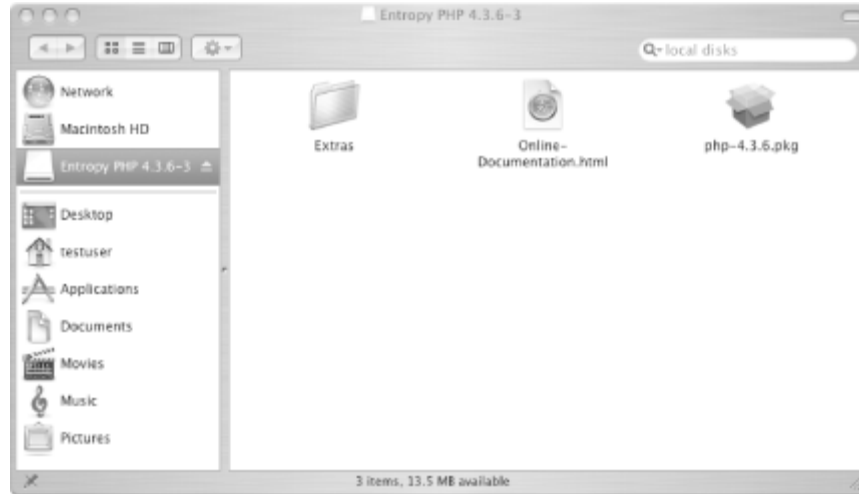 Entropy PHP 4.3.6-3
local disks
Network
Macintosh HD
Entropy PHP 4.3.6-3
Desktop
testuser
Applications
Documents
Movies
Music
Pictures
Extras
Online-
Documentation.html
php-4.3.6.pkg
3 items, 13.5 MB available